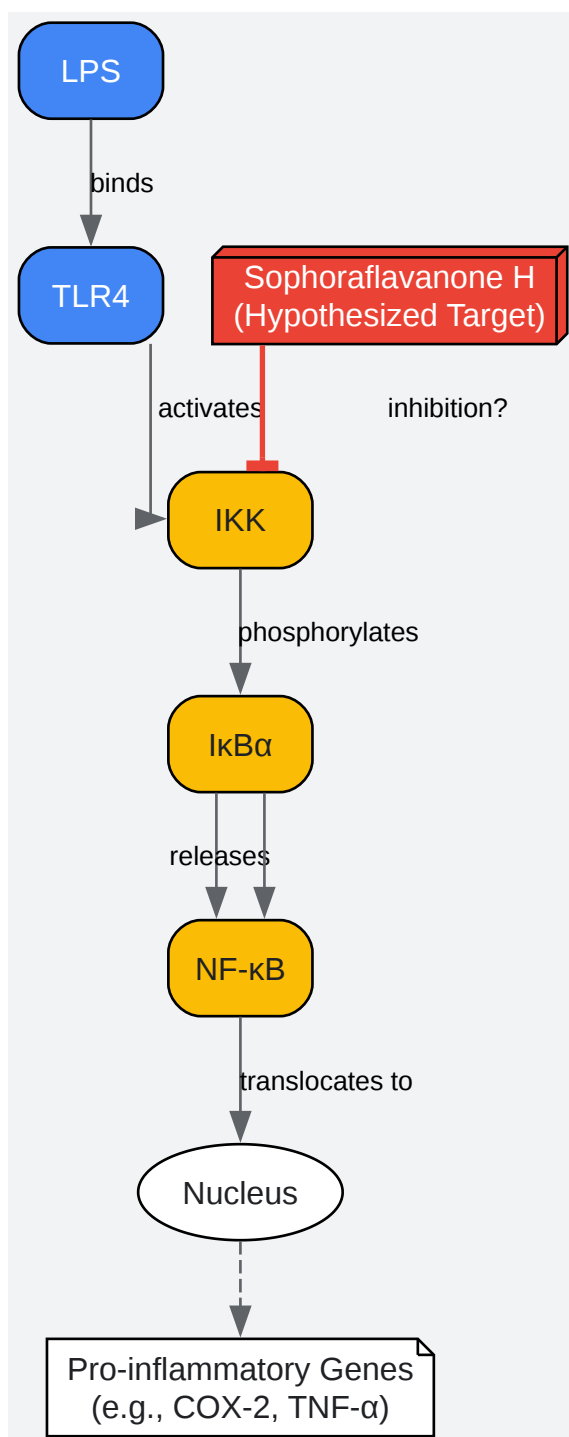 LPS
binds
TLR4
Sophoraflavanone H
(Hypothesized Target)
activates
inhibition?
IKK
phosphorylates
IκBα
releases
NF-κB
translocates to
Nucleus
Pro-inflammatory Genes
(e.g., COX-2, TNF-α)